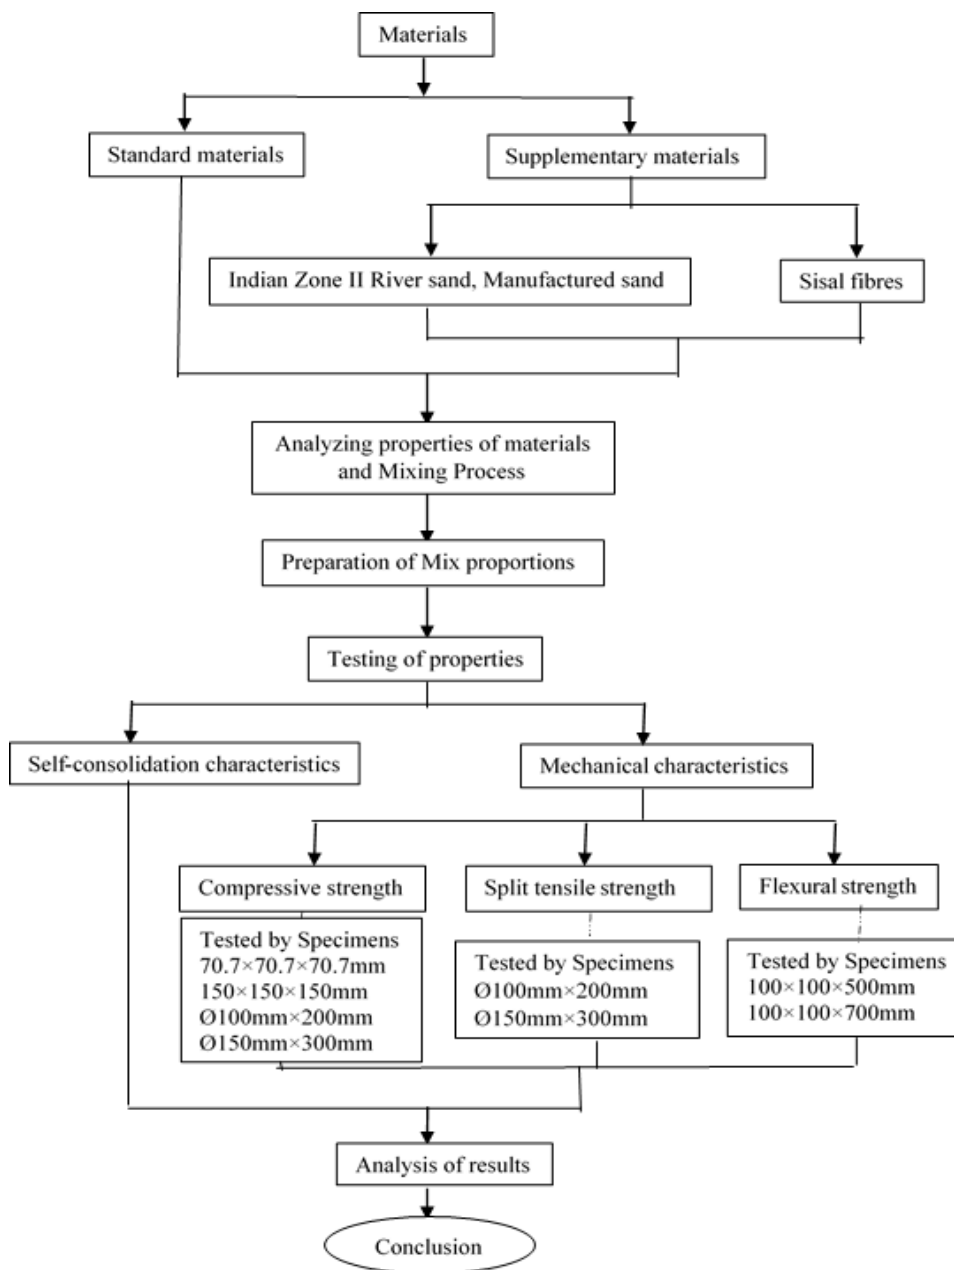 Materials
Standard materials
Supplementary materials
Indian Zone II River sand, Manufactured sand
Sisal fibres
Analyzing properties of materials
and Mixing Process
Preparation of Mix proportions
Testing of properties
Self-consolidation characteristics
Mechanical characteristics
Compressive strength
Split tensile strength
Flexural strength
Tested by Specimens
70.7×70.7×70.7mm
150×150×150mm
Ø100mm×200mm
Ø150mm×300mm
Tested by Specimens
Ø100mm×200mm
Ø150mm×300mm
Tested by Specimens
100×100×500mm
100×100×700mm
Analysis of results
Conclusion